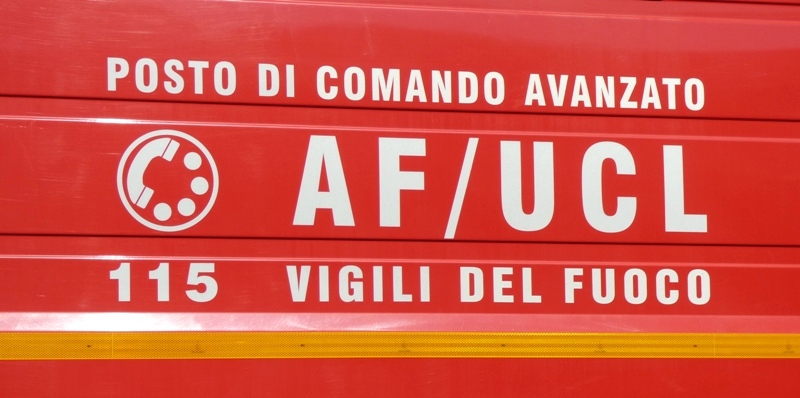 POSTO DI COMANDO AVANZATO
AF/UCL
115 VIGILI DEL FUOCO